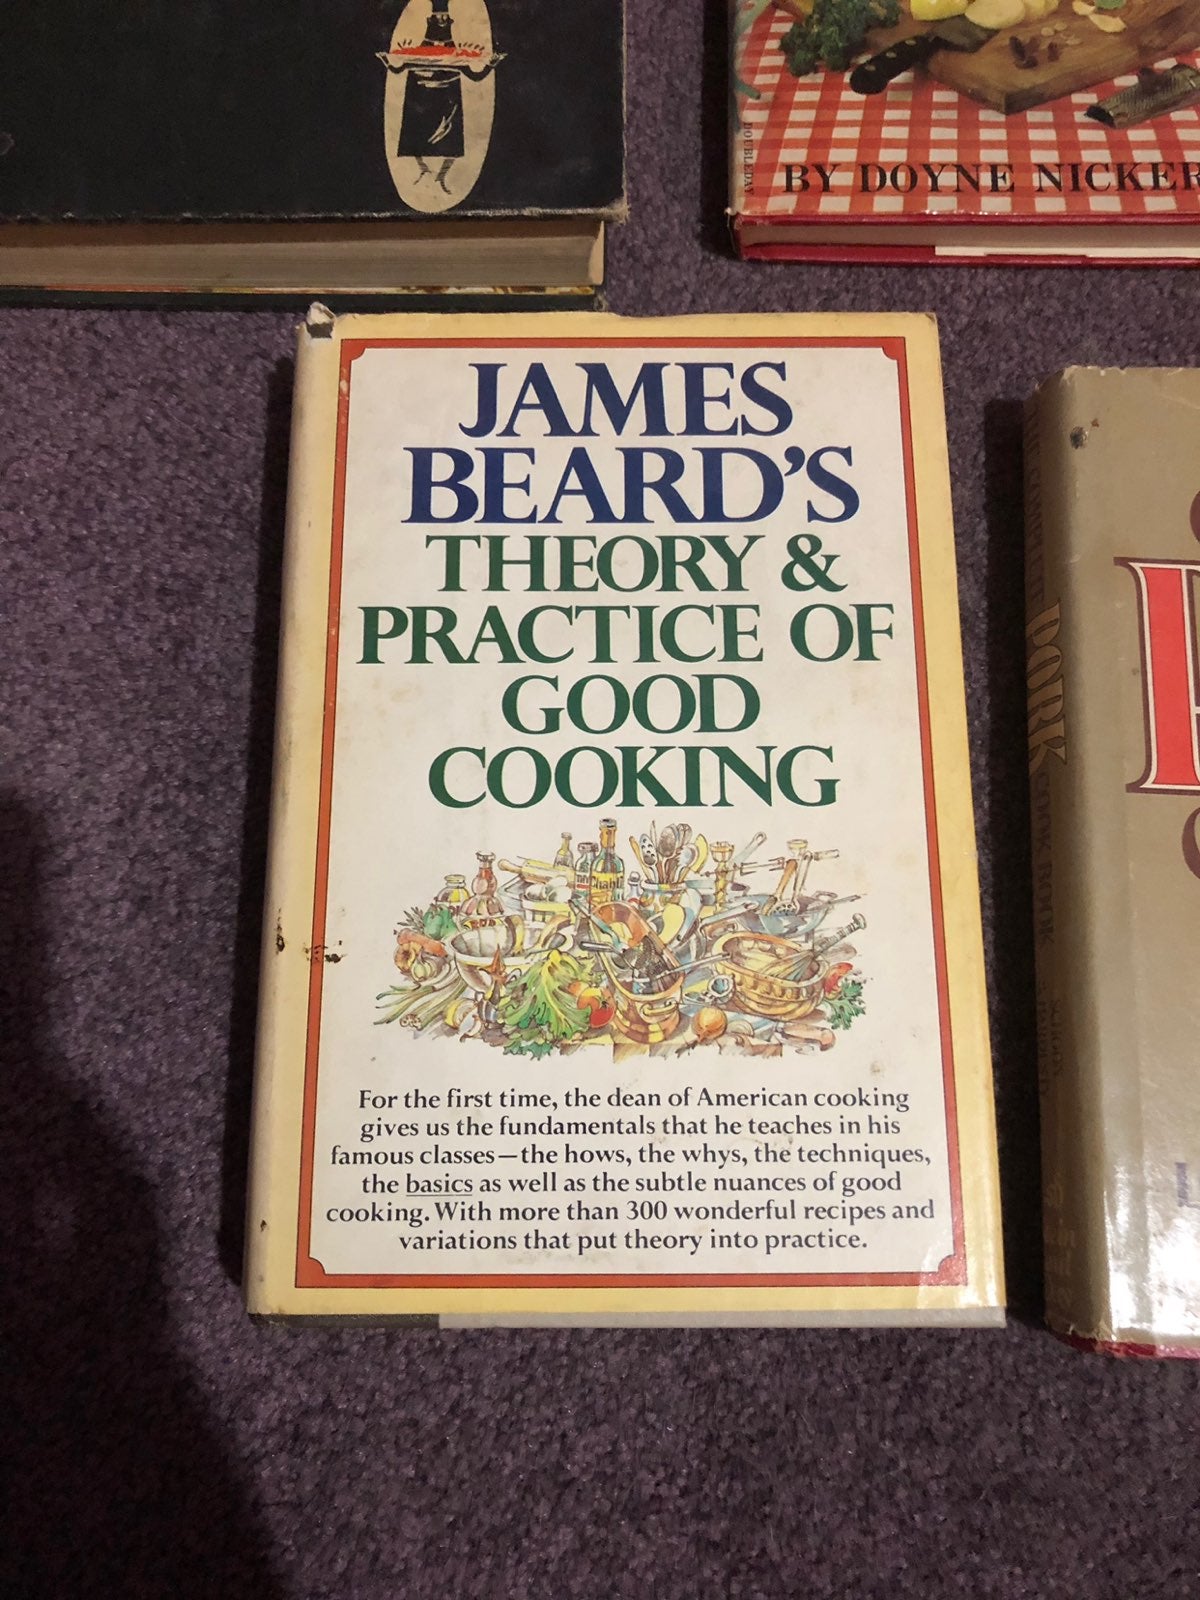 DOUBLEDAY
BY DOYNE NICKER
JAMES
BEARD'S
THEORY &
PRACTICE OF
GOOD
COOKING
Chabli
For the first time, the dean of American cooking
gives us the fundamentals that he teaches in his
famous classes—the hows, the whys, the techniques,
the basics as well as the subtle nuances of good
cooking. With more than 300 wonderful recipes and
variations that put theory into practice.
PORK